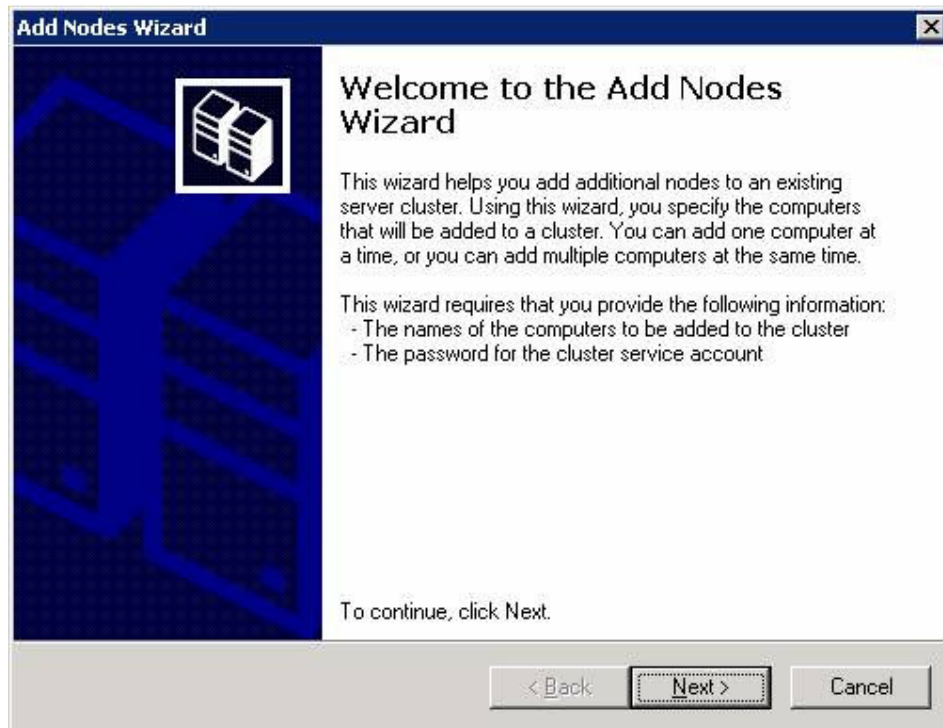 Add Nodes Wizard
Welcome to the Add Nodes
Wizard
This wizard helps you add additional nodes to an existing
server cluster. Using this wizard, you specify the computers
that will be added to a cluster. You can add one computer at
a time, or you can add multiple computers at the same time.
This wizard requires that you provide the following information:
- The names of the computers to be added to the cluster
- The password for the cluster service account
To continue, click Next.
< Back
Next >
Cancel